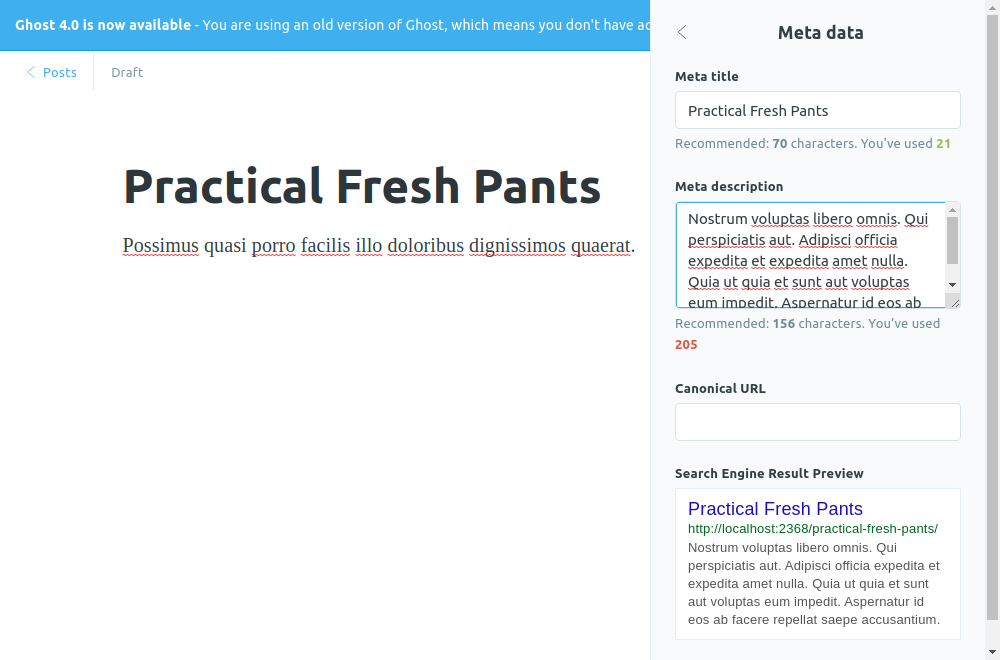 Ghost 4.0 is now available - You are using an old version of Ghost, which means you don't have
Posts
Draft
Practical Fresh Pants
Possimus quasi porro facilis illo doloribus dignissimos quaerat.
Meta data
Meta title
Practical Fresh Pants
Recommended: 70 characters. You've used 21
Meta description
Nostrum voluptas libero omnis. Qui
perspiciatis aut. Adipisci officia
expedita et expedita amet nulla.
Quia ut quia et sunt aut voluptas
eum impedit. Aspernatur id eos ab
Recommended: 156 characters. You've used
205
Canonical URL
Search Engine Result Preview
Practical Fresh Pants
http://localhost:2368/practical-fresh-pants/
Nostrum voluptas libero omnis. Qui
perspiciatis aut. Adipisci officia expedita et
expedita amet nulla. Quia ut quia et sunt
aut voluptas eum impedit. Aspernatur id
eos ab facere repellat saepe accusantium.